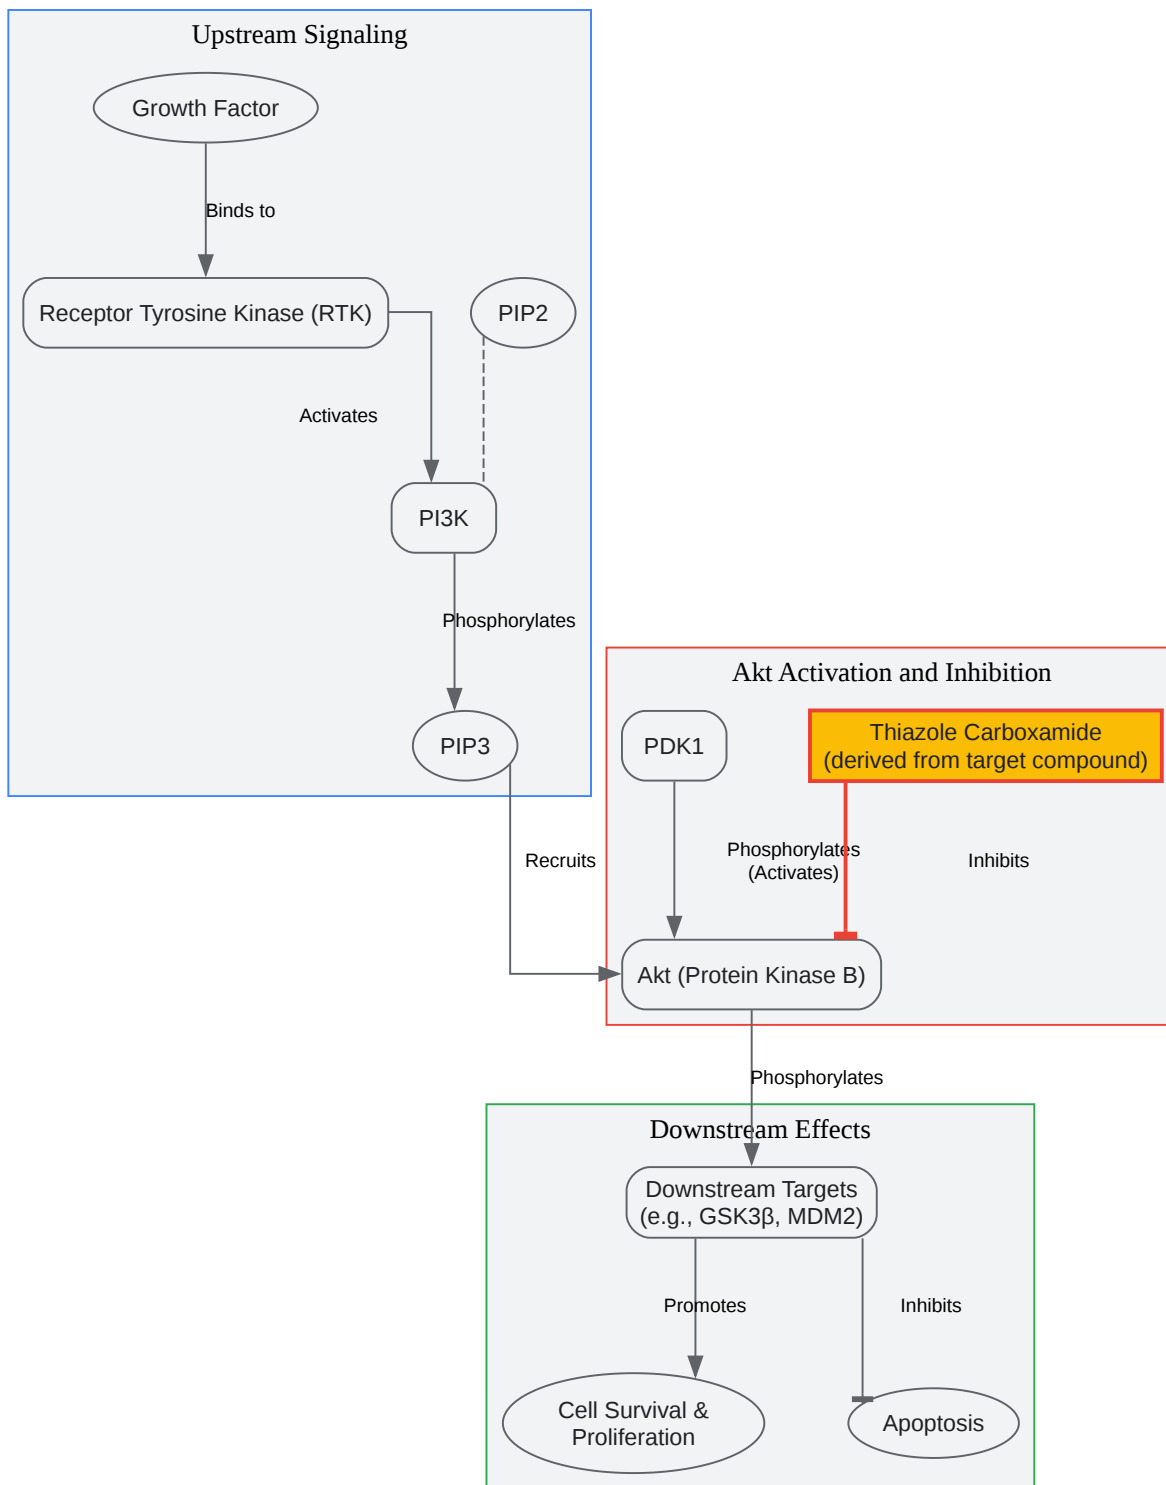 Upstream Signaling
Growth Factor
Binds to
Receptor Tyrosine Kinase (RTK)
PIP2
Activates
PI3K
Phosphorylates
PIP3
Recruits
Akt Activation and Inhibition
PDK1
Thiazole Carboxamide
(derived from target compound)
Phosphorylates
(Activates)
Inhibits
Akt (Protein Kinase B)
Phosphorylates
Downstream Effects
Downstream Targets
(e.g., GSK3β, MDM2)
Promotes
Inhibits
Cell Survival &
Proliferation
Apoptosis